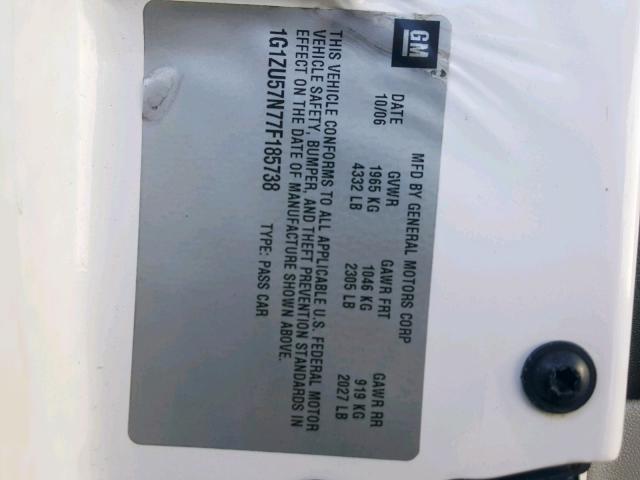 GM
MFD BY GENERAL MOTORS CORP
DATE GVWR GAWR FRT GAWR RR
10/06 1965 KG 1046 KG 919 KG
4332 LB 2305 LB 2027 LB
THIS VEHICLE CONFORMS TO ALL APPLICABLE U.S. FEDERAL MOTOR
VEHICLE SAFETY, BUMPER, AND THEFT PREVENTION STANDARDS IN
EFFECT ON THE DATE OF MANUFACTURE SHOWN ABOVE.
1G1ZU57N77F185738 TYPE: PASS CAR